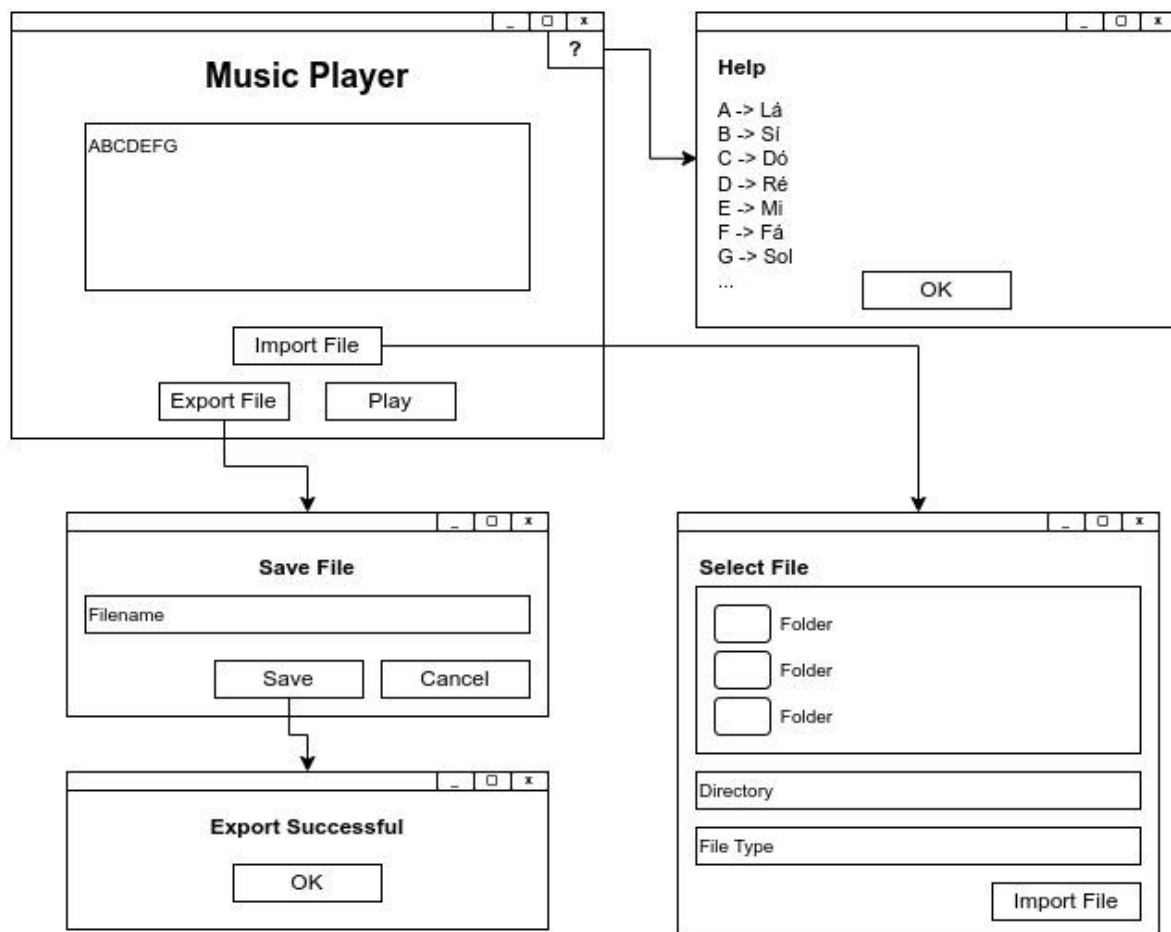 _ ▢ x
?
Music Player
ABCDEFG
Import File
Export File Play
_ ▢ x
Help
A -> Lá
B -> Sí
C -> Dó
D -> Ré
E -> Mi
F -> Fá
G -> Sol
...
OK
_ ▢ x
Save File
Filename
Save Cancel
_ ▢ x
Export Successful
OK
_ ▢ x
Select File
Folder
Folder
Folder
Directory
File Type
Import File